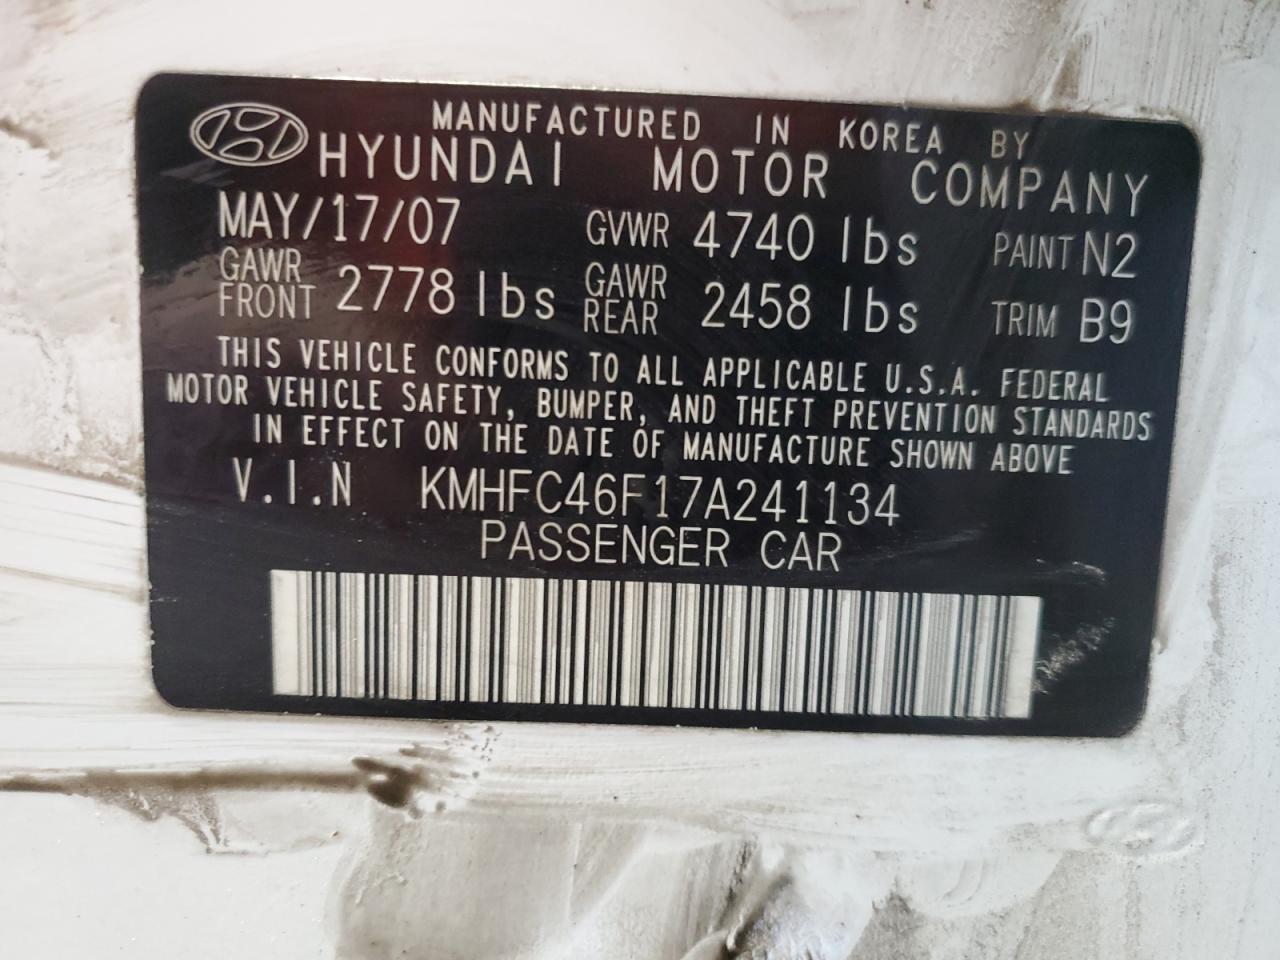 MANUFACTURED IN KOREA BY
HYUNDAI MOTOR COMPANY
MAY/17/07 GVWR 4740 lbs PAINT N2
GAWR FRONT 2778 lbs GAWR REAR 2458 lbs TRIM B9
THIS VEHICLE CONFORMS TO ALL APPLICABLE U.S.A. FEDERAL
MOTOR VEHICLE SAFETY, BUMPER, AND THEFT PREVENTION STANDARDS
IN EFFECT ON THE DATE OF MANUFACTURE SHOWN ABOVE
V.I.N KMHFC46F17A241134
PASSENGER CAR